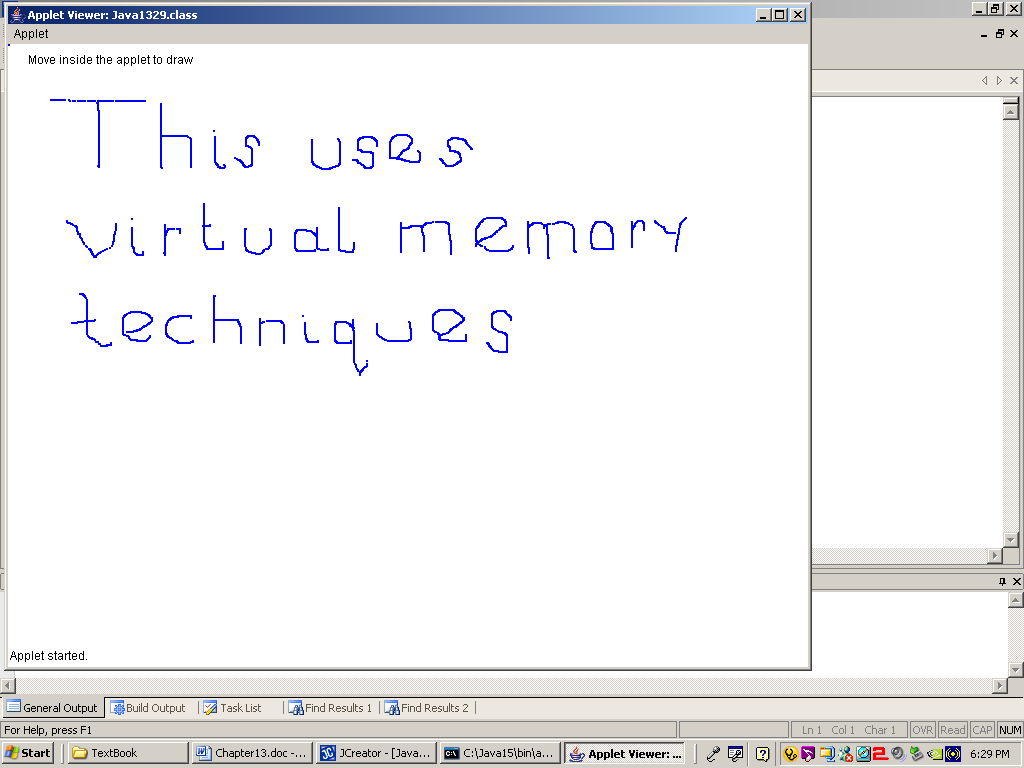 Applet Viewer: Java1329.class
Applet
Move inside the applet to draw
This uses
virtual memory
techniques
Applet started.
General Output Build Output Task List Find Results 1 Find Results 2
For Help, press F1 Ln 1 Col 1 Char 1 OVR Read CAP NUM
Start TextBook Chapter13.doc -... JCreator - [Java... C:\Java15\bin\a... Applet Viewer: ... 6:29 PM